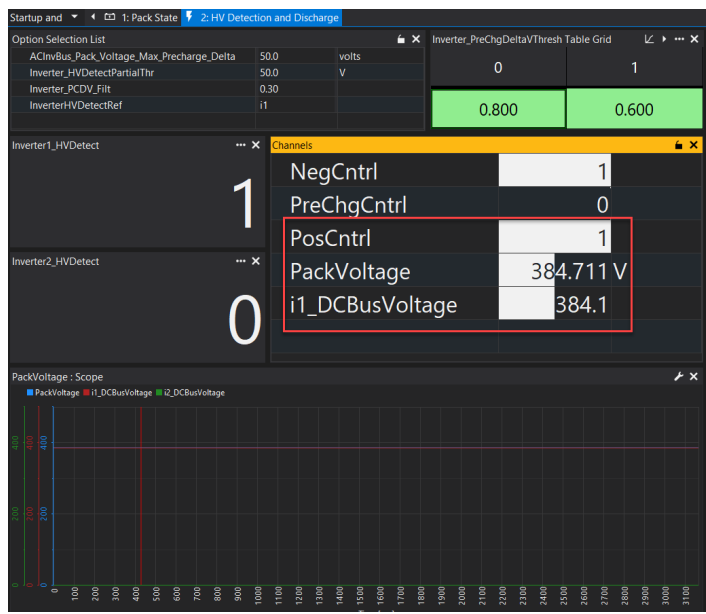 Startup and 1: Pack State 2: HV Detection and Discharge
Option Selection List
ACInvBus_Pack_Voltage_Max_Precharge_Delta 50.0 volts
Inverter_HVDetectPartialThr 50.0 V
Inverter_PCDV_Filt 0.30
InverterHVDetectRef i1
Inverter_PreChgDeltaVThresh Table Grid
0 1
0.800 0.600
Inverter1_HVDetect
1
Inverter2_HVDetect
0
Channels
NegCntrl 1
PreChgCntrl 0
PosCntrl 1
PackVoltage 384.711 V
i1_DCBusVoltage 384.1
PackVoltage : Scope
PackVoltage i1_DCBusVoltage i2_DCBusVoltage
400 400 400
200 200 200
0 0 0
0 100 200 300 400 500 600 700 800 900 1000 1100 1200 1300 1400 1500 1600 1700 1800 1900 2000 2100 2200 2300 2400 2500 2600 2700 2800 2900 3000 3100